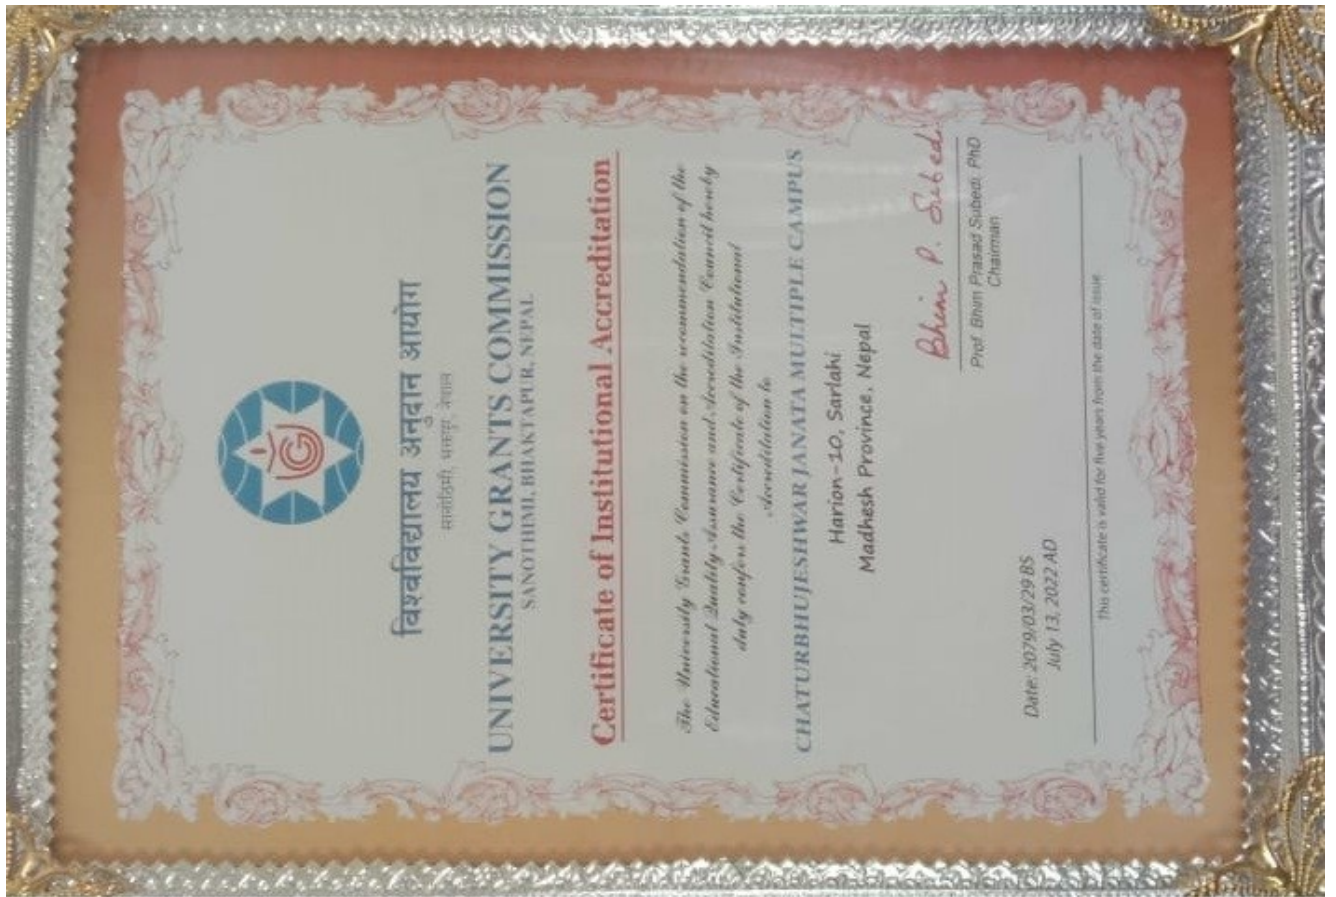 UGC
विश्वविद्यालय अनुदान आयोग
सानोठिमी, भक्तपुर, नेपाल
UNIVERSITY GRANTS COMMISSION
SANOTHIMI, BHAKTAPUR, NEPAL
Certificate of Institutional Accreditation
The University Grants Commission on the recommendation of the
Educational Quality Assurance and Accreditation Council hereby
duly confers the Certificate of the Institutional
Accreditation to
CHATURBHUJESHWAR JANATA MULTIPLE CAMPUS
Harion-10, Sarlahi
Madhesh Province, Nepal
Bhim P. Subedi
Prof. Bhim Prasad Subedi, PhD
Chairman
Date: 2079/03/29 BS
July 13, 2022 AD
This certificate is valid for five years from the date of issue